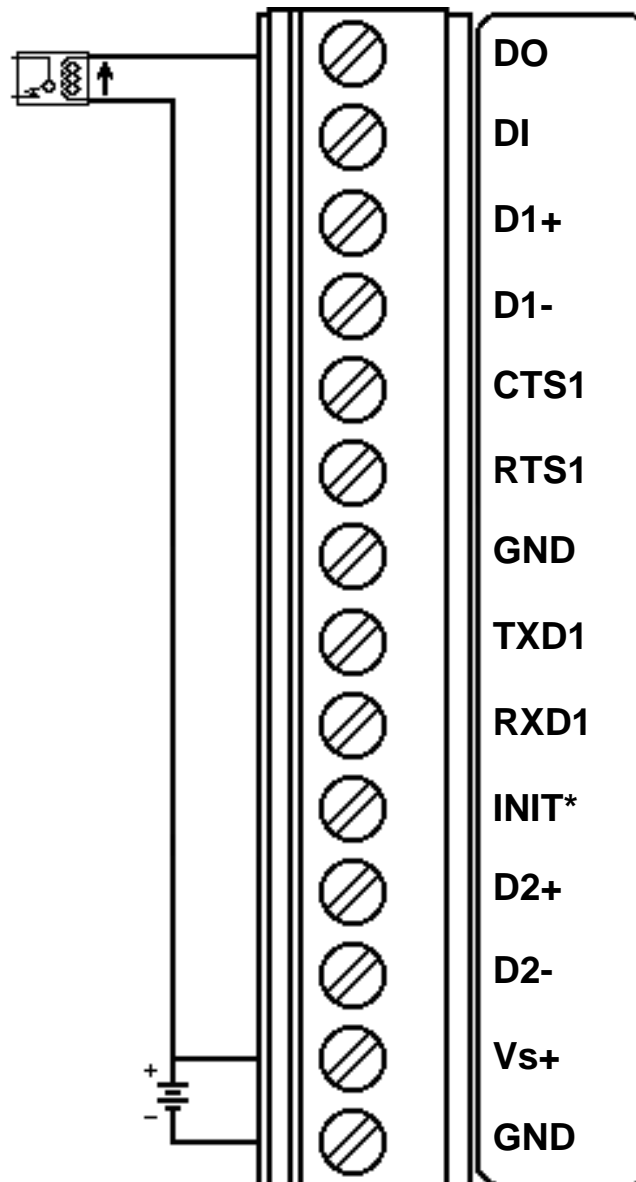 DO
DI
D1+
D1-
CTS1
RTS1
GND
TXD1
RXD1
INIT*
D2+
D2-
Vs+
+
-
GND